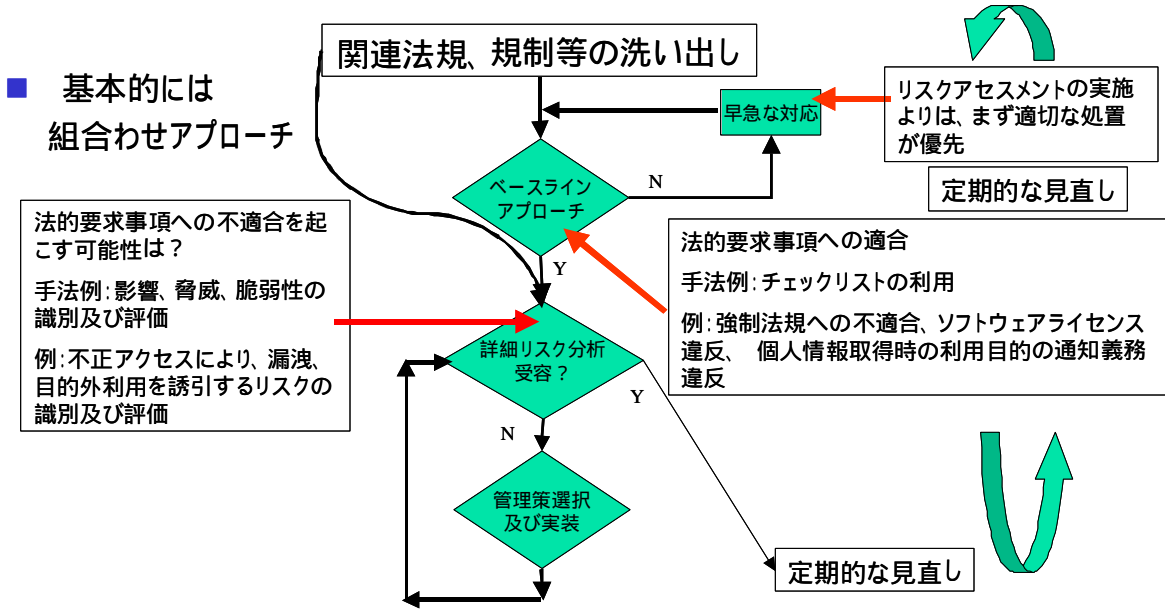 関連法規、規制等の洗い出し
■ 基本的には
組合わせアプローチ
早急な対応
リスクアセスメントの実施
よりは、まず適切な処置
が優先
定期的な見直し
ベースライン
アプローチ
N
Y
法的要求事項への不適合を起
こす可能性は?
手法例:影響、脅威、脆弱性の
識別及び評価
例:不正アクセスにより、漏洩、
目的外利用を誘引するリスクの
識別及び評価
法的要求事項への適合
手法例:チェックリストの利用
例:強制法規への不適合、ソフトウェアライセンス
違反、 個人情報取得時の利用目的の通知義務
違反
詳細リスク分析
受容?
Y
N
管理策選択
及び実装
定期的な見直し